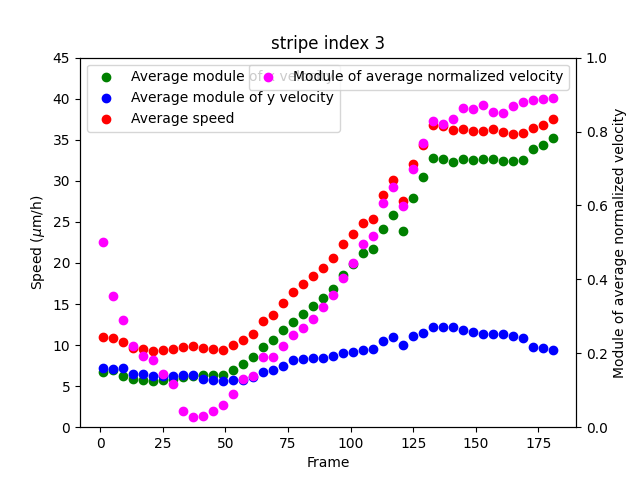 stripe index 3
45
40
35
30
25
20
15
10
5
0
Speed (μm/h)
Average module of x velocity
Average module of y velocity
Average speed
Module of average normalized velocity
1.0
0.8
0.6
0.4
0.2
0.0
Module of average normalized velocity
0 25 50 75 100 125 150 175
Frame